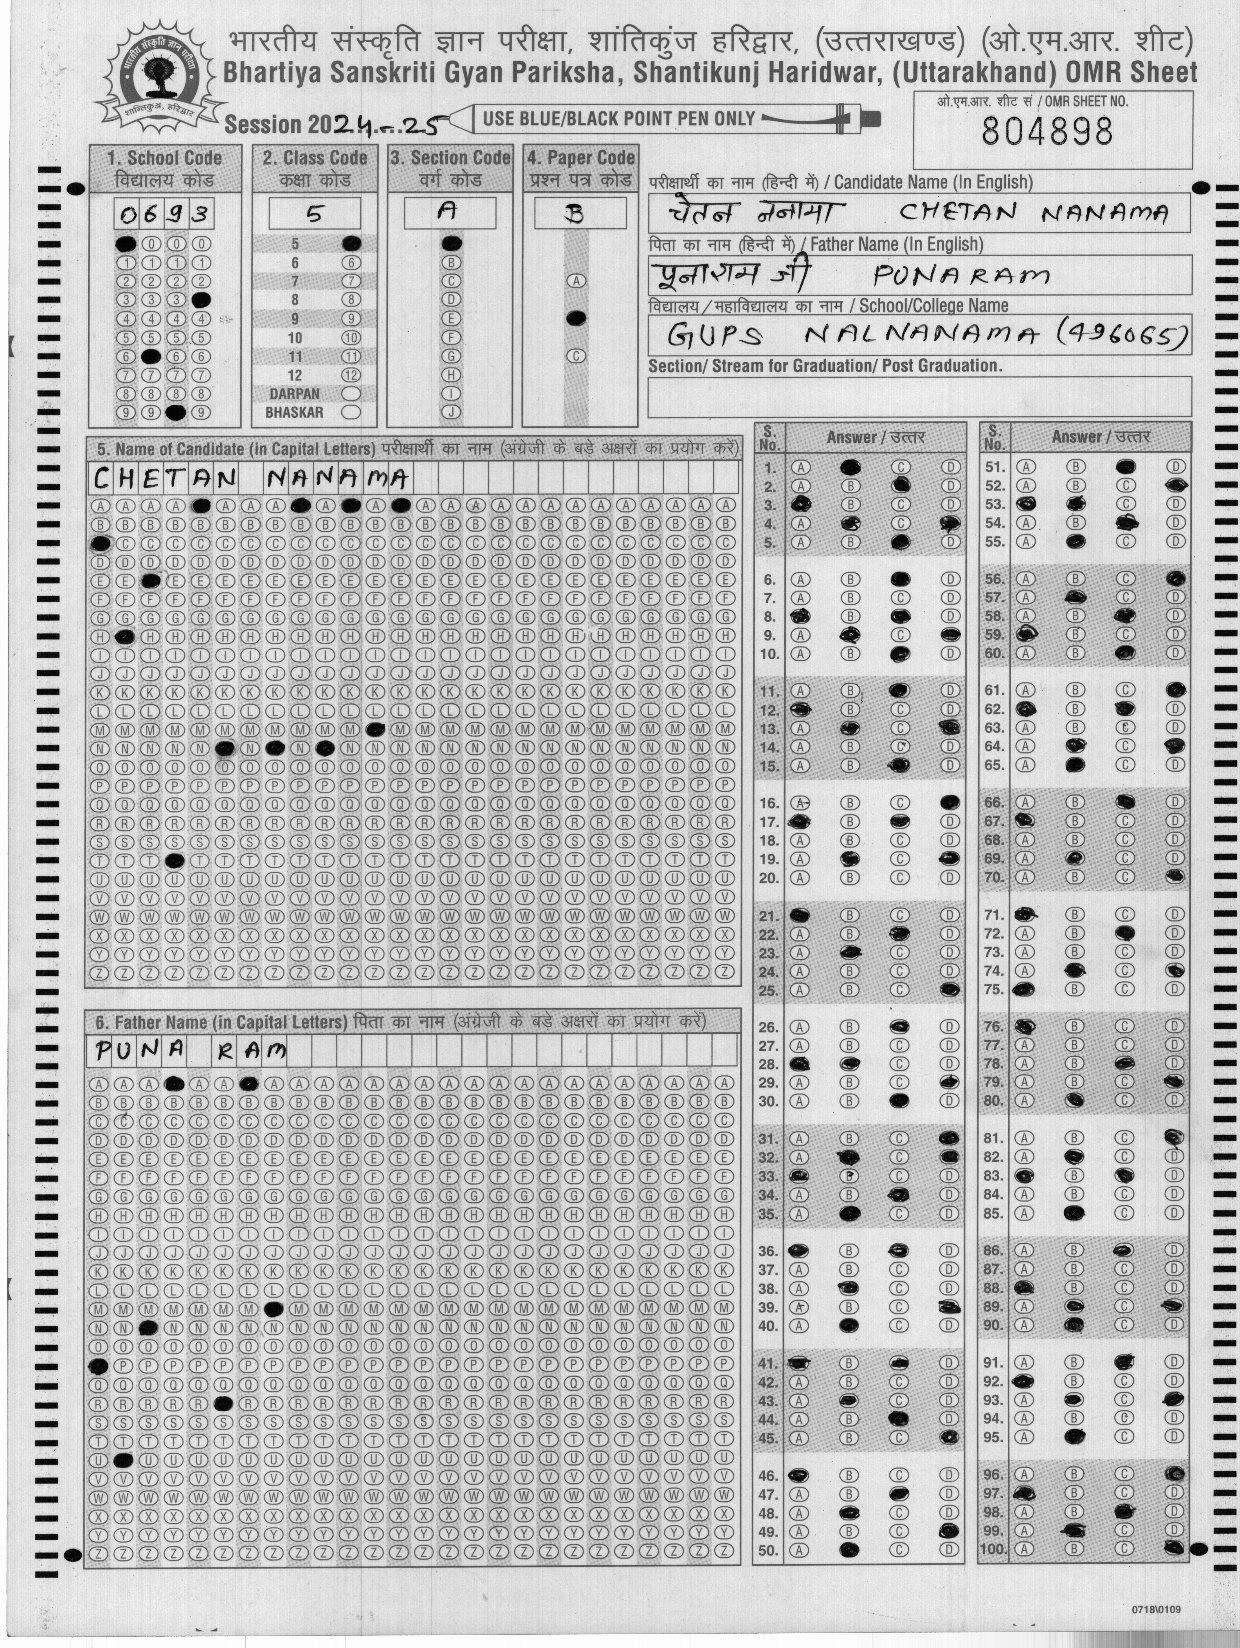 भारतीय संस्कृति ज्ञान परीक्षा, शांतिकुंज हरिद्वार, (उत्तराखण्ड) (ओ.एम.आर. शीट)
Bhartiya Sanskriti Gyan Pariksha, Shantikunj Haridwar, (Uttarakhand) OMR Sheet
Session 2024-25
USE BLUE/BLACK POINT PEN ONLY
ओ.एम.आर. शीट सं / OMR SHEET NO.
804898
1. School Code
विद्यालय कोड
0693
2. Class Code
कक्षा कोड
5
3. Section Code
वर्ग कोड
A
4. Paper Code
प्रश्न पत्र कोड
B
5
6
7
8
9
10
11
12
DARPAN
BHASKAR
परीक्षार्थी का नाम (हिन्दी में) / Candidate Name (In English)
चेतन ननामा CHETAN NANAMA
पिता का नाम (हिन्दी में) / Father Name (In English)
पूनाराम जी PUNARAM
विद्यालय / महाविद्यालय का नाम / School/College Name
GUPS NALNANAMA (496065)
Section/ Stream for Graduation/ Post Graduation.
5. Name of Candidate (in Capital Letters) परीक्षार्थी का नाम (अंग्रेजी के बड़े अक्षरों का प्रयोग करें)
CHETAN NANAMA
6. Father Name (in Capital Letters) पिता का नाम (अंग्रेजी के बड़े अक्षरों का प्रयोग करें)
PUNA RAM
S. No. Answer / उत्तर
S. No. Answer / उत्तर
0718\0109